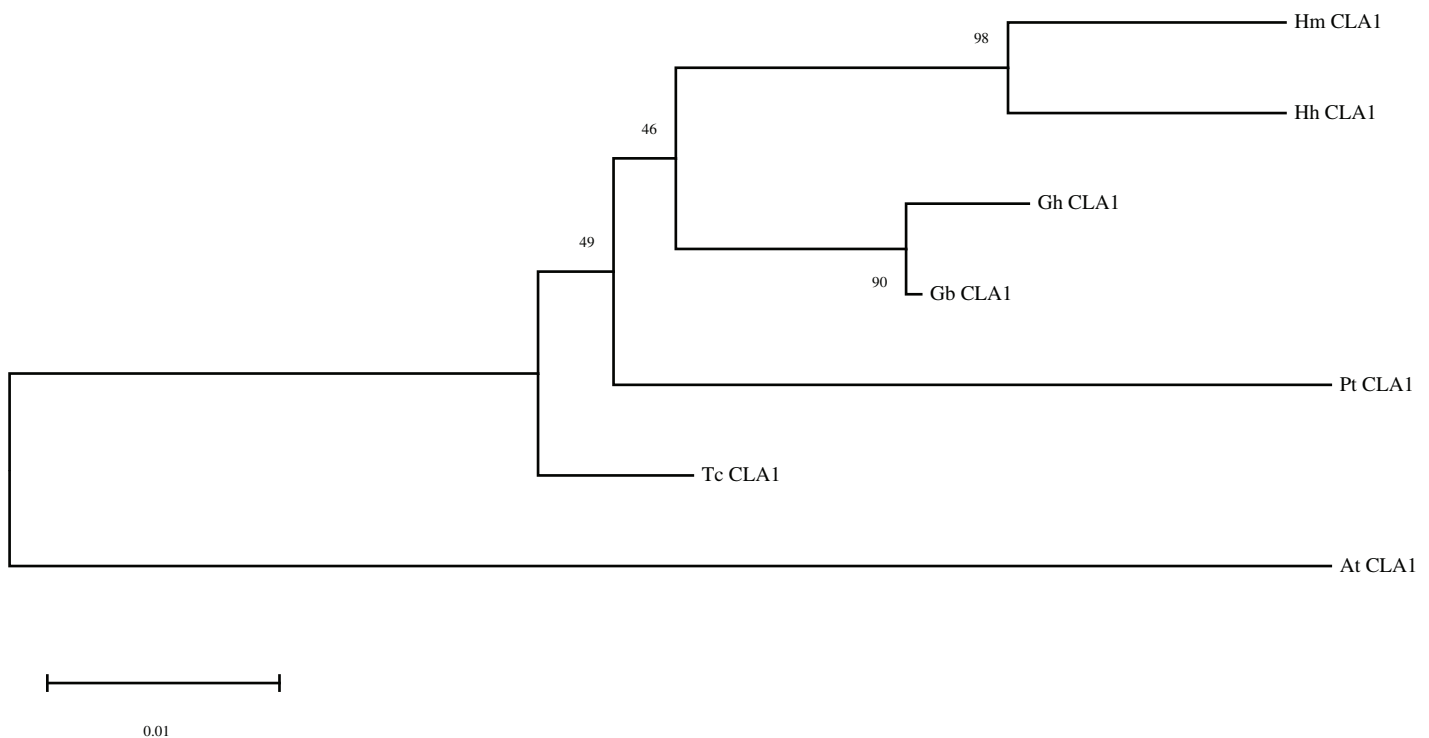 Hm CLA1
98
Hh CLA1
46
Gh CLA1
49
90
Gb CLA1
Pt CLA1
Tc CLA1
At CLA1
0.01